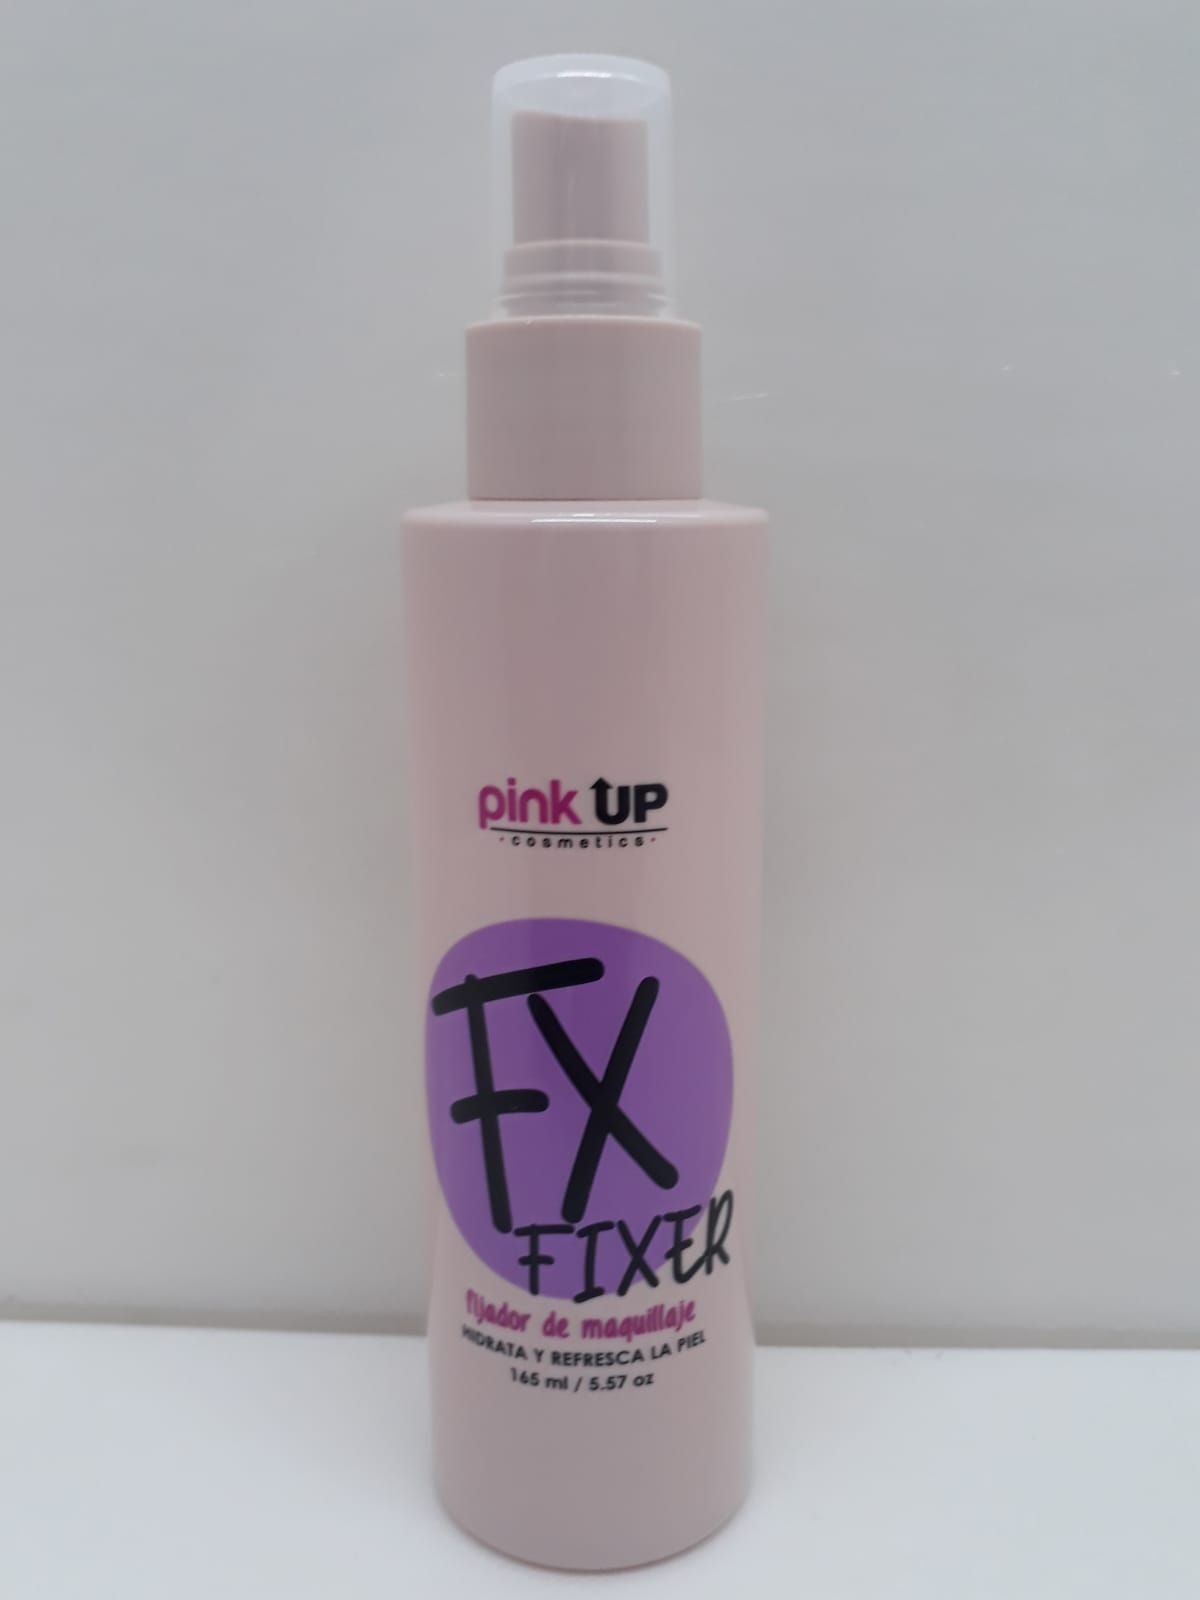 pink UP
·cosmetics·
FX
FIXER
fijador de maquillaje
HIDRATA Y REFRESCA LA PIEL
165 ml / 5.57 oz